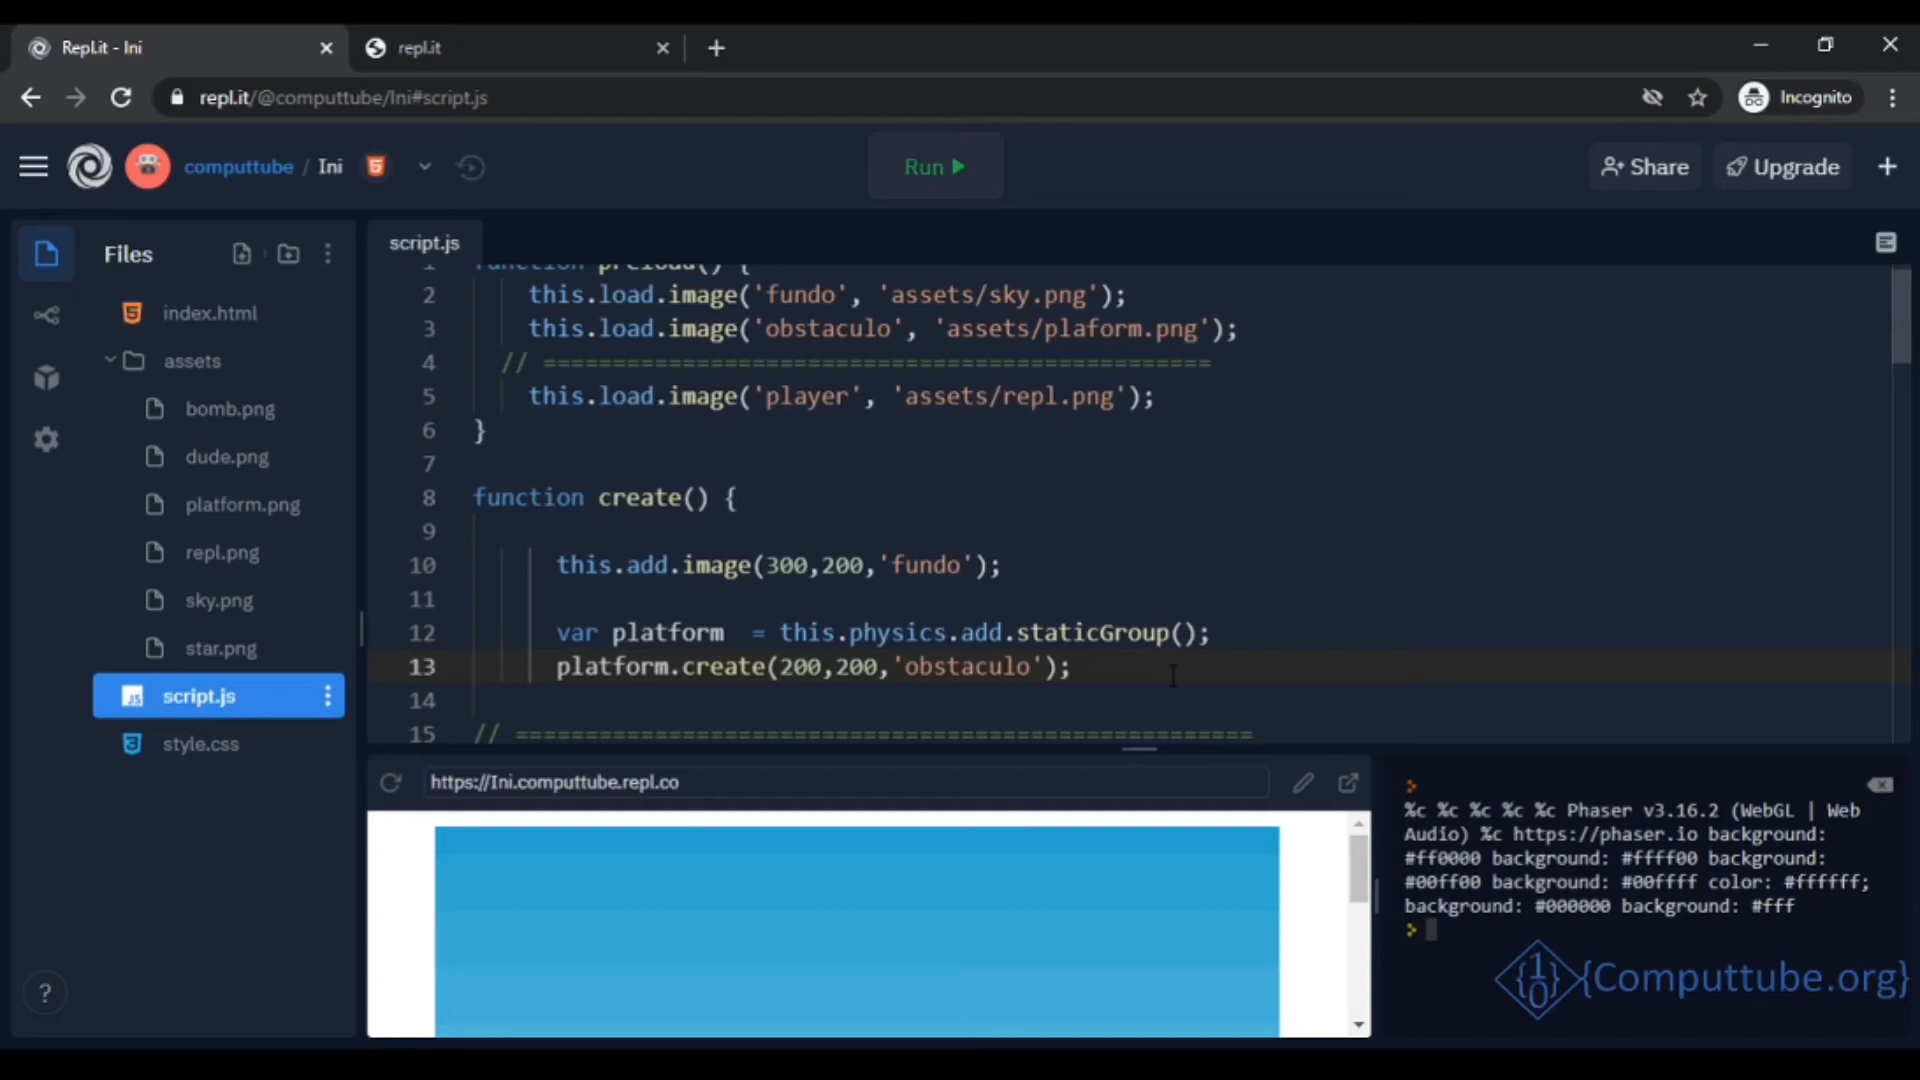 Repl.it - Ini
repl.it
repl.it/@computtube/Ini#script.js
Incognito
computtube / Ini
Run
Share
Upgrade
Files
script.js
index.html
assets
bomb.png
dude.png
platform.png
repl.png
sky.png
star.png
script.js
style.css
1 function preload() {
2 this.load.image('fundo', 'assets/sky.png');
3 this.load.image('obstaculo', 'assets/plaform.png');
4 // ================================================
5 this.load.image('player', 'assets/repl.png');
6 }
7
8 function create() {
9
10 this.add.image(300,200,'fundo');
11
12 var platform = this.physics.add.staticGroup();
13 platform.create(200,200,'obstaculo');
14
15 // =====================================================
https://Ini.computtube.repl.co
%c %c %c %c %c Phaser v3.16.2 (WebGL | Web
Audio) %c https://phaser.io background:
#ff0000 background: #ffff00 background:
#00ff00 background: #00ffff color: #ffffff;
background: #000000 background: #fff
>
{10}{Computtube.org}
?